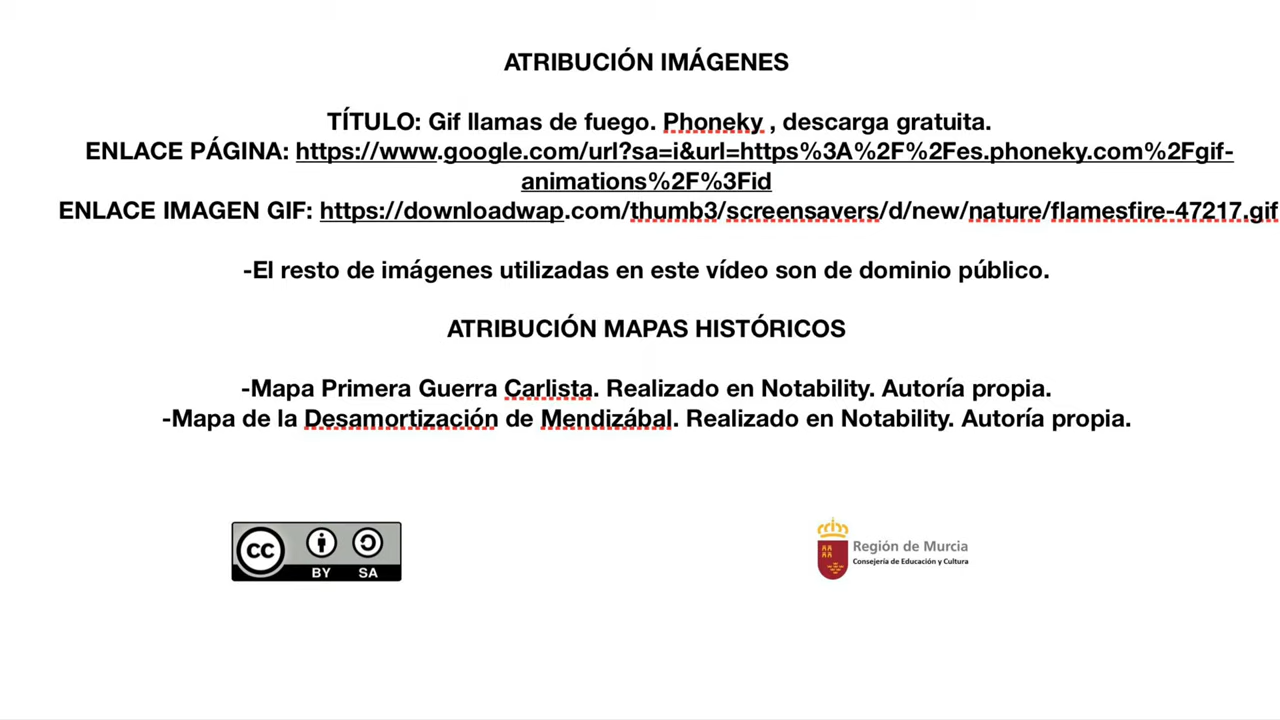 ATRIBUCIÓN IMÁGENES
TÍTULO: Gif llamas de fuego. Phoneky , descarga gratuita.
ENLACE PÁGINA: https://www.google.com/url?sa=i&url=https%3A%2F%2Fes.phoneky.com%2Fgif-
animations%2F%3Fid
ENLACE IMAGEN GIF: https://downloadwap.com/thumb3/screensavers/d/new/nature/flamesfire-47217.gif
-El resto de imágenes utilizadas en este vídeo son de dominio público.
ATRIBUCIÓN MAPAS HISTÓRICOS
-Mapa Primera Guerra Carlista. Realizado en Notability. Autoría propia.
-Mapa de la Desamortización de Mendizábal. Realizado en Notability. Autoría propia.
CC
BY SA
Región de Murcia
Consejería de Educación y Cultura